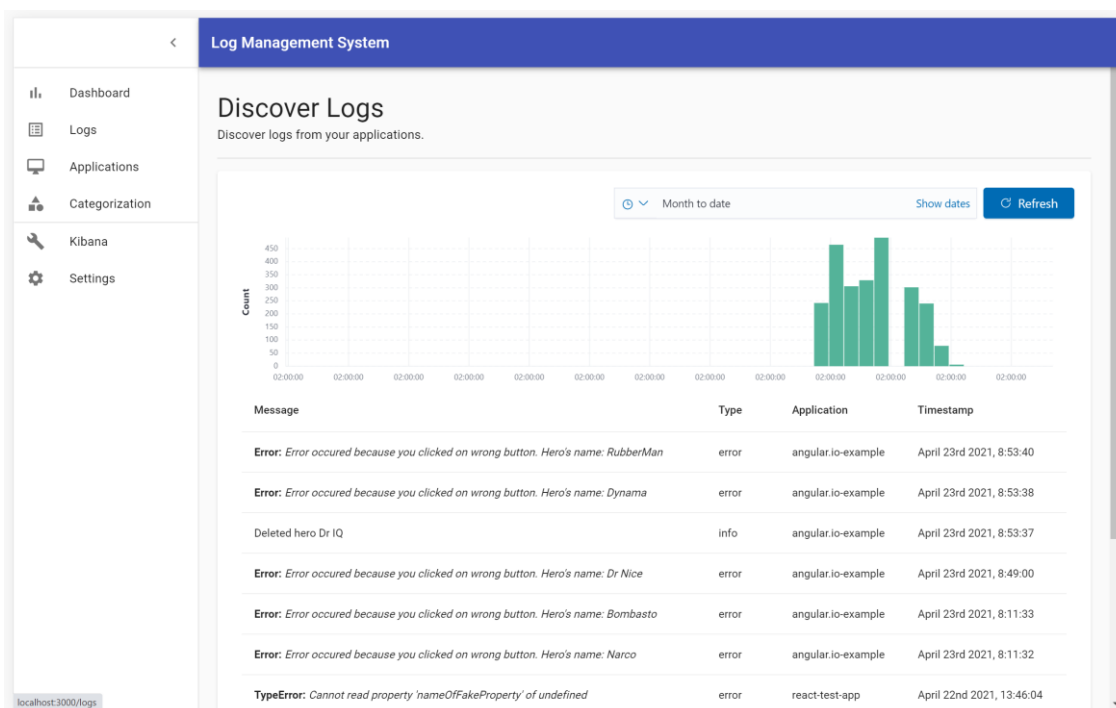 Log Management System
Dashboard
Logs
Applications
Categorization
Kibana
Settings
Discover Logs
Discover logs from your applications.
Month to date
Show dates
Refresh
Count
450
400
350
300
250
200
150
100
50
0
02:00:00 02:00:00 02:00:00 02:00:00 02:00:00 02:00:00 02:00:00 02:00:00 02:00:00 02:00:00 02:00:00 02:00:00 02:00:00
Message Type Application Timestamp
Error: Error occured because you clicked on wrong button. Hero's name: RubberMan error angular.io-example April 23rd 2021, 8:53:40
Error: Error occured because you clicked on wrong button. Hero's name: Dynama error angular.io-example April 23rd 2021, 8:53:38
Deleted hero Dr IQ info angular.io-example April 23rd 2021, 8:53:37
Error: Error occured because you clicked on wrong button. Hero's name: Dr Nice error angular.io-example April 23rd 2021, 8:49:00
Error: Error occured because you clicked on wrong button. Hero's name: Bombasto error angular.io-example April 23rd 2021, 8:11:33
Error: Error occured because you clicked on wrong button. Hero's name: Narco error angular.io-example April 23rd 2021, 8:11:32
TypeError: Cannot read property 'nameOfFakeProperty' of undefined error react-test-app April 22nd 2021, 13:46:04
localhost:3000/logs